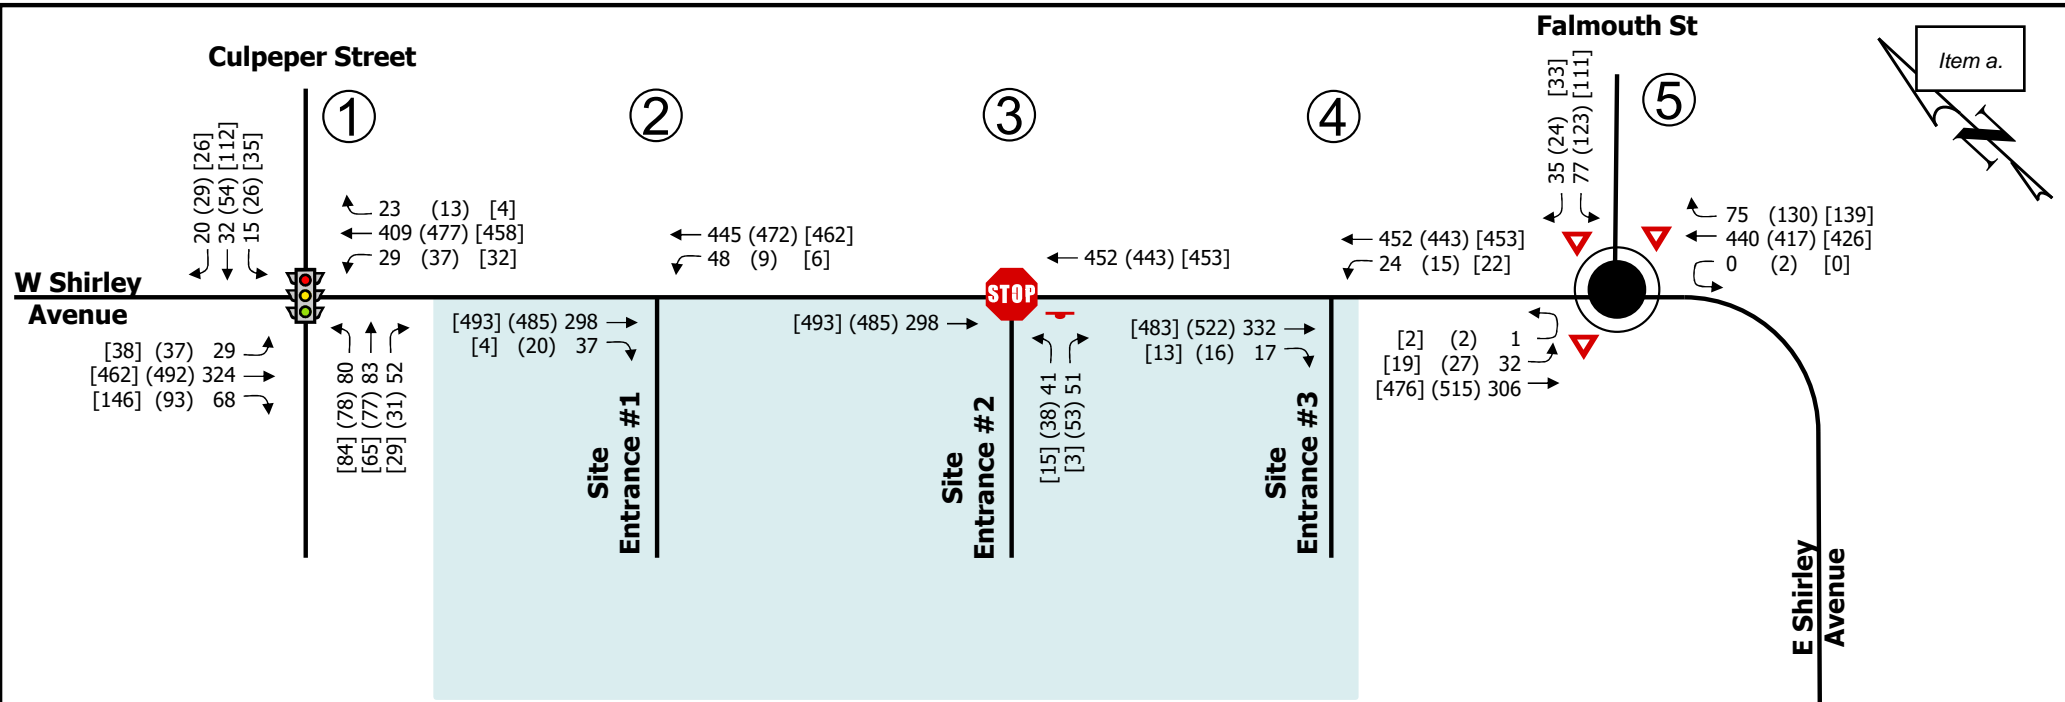 Falmouth St
Item a.
Culpeper Street
1
2
3
4
5
20 (29) [26]
32 (54) [112]
15 (26) [35]
35 (24) [33]
77 (123) [111]
23 (13) [4]
409 (477) [458]
29 (37) [32]
445 (472) [462]
48 (9) [6]
452 (443) [453]
452 (443) [453]
24 (15) [22]
75 (130) [139]
440 (417) [426]
0 (2) [0]
W Shirley
Avenue
STOP
[38] (37) 29
[462] (492) 324
[146] (93) 68
[84] (78) 80
[65] (77) 83
[29] (31) 52
[493] (485) 298
[4] (20) 37
[493] (485) 298
[15] (38) 41
[3] (53) 51
[483] (522) 332
[13] (16) 17
[2] (2) 1
[19] (27) 32
[476] (515) 306
Site
Entrance #1
Site
Entrance #2
Site
Entrance #3
E Shirley
Avenue
N